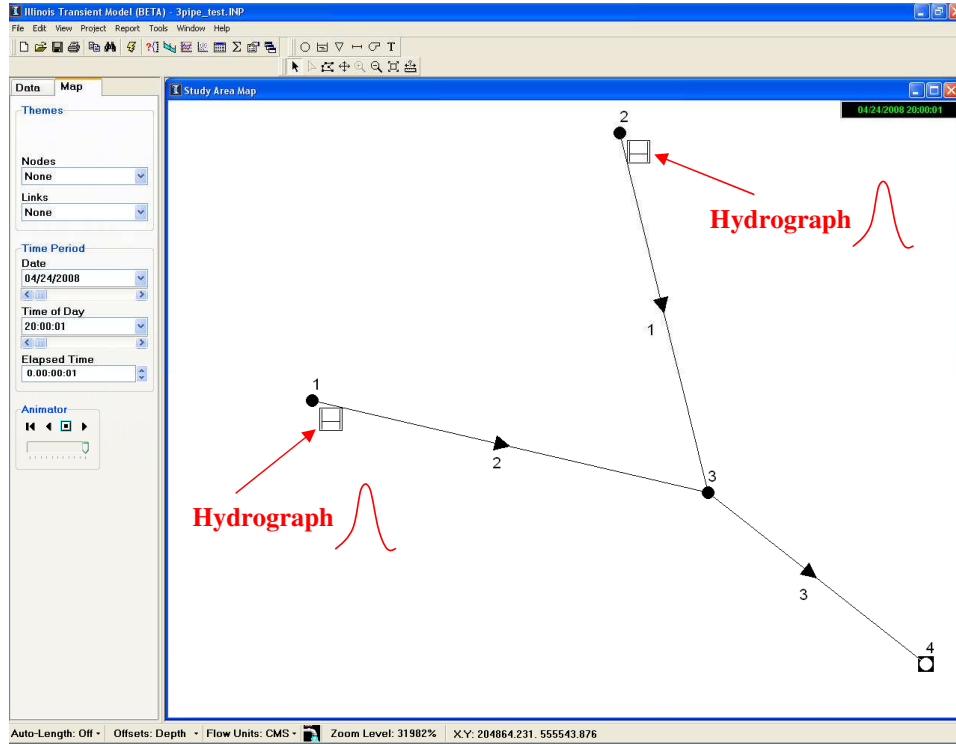 Illinois Transient Model (BETA) - 3pipe_test.INP
File Edit View Project Report Tools Window Help
T
Data Map
Study Area Map
04/24/2008 20:00:01
Themes
Nodes
None
Links
None
Time Period
Date
04/24/2008
Time of Day
20:00:01
Elapsed Time
0.00:00:01
Animator
2
Hydrograph
1
1
2
3
Hydrograph
3
4
Auto-Length: Off Offsets: Depth Flow Units: CMS Zoom Level: 31982% X,Y: 204864.231, 555543.876